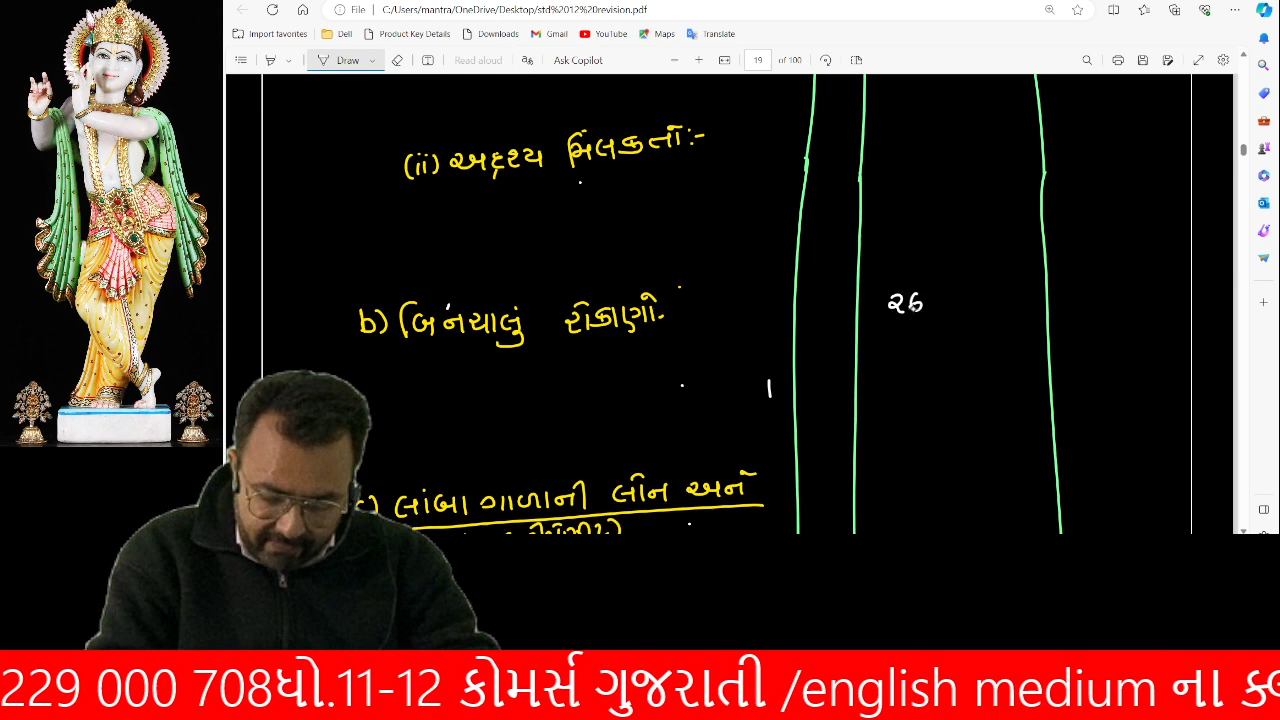 File
C:/Users/mantra/OneDrive/Desktop/std%2012%20revision.pdf
Import favorites Dell Product Key Details Downloads Gmail YouTube Maps Translate
Draw Read aloud Ask Copilot 19 of 100
(ii) અદ્રશ્ય મિલકતો:-
b) બિનચાલું રોકાણો.
૨૬
૧
c) લાંબા ગાળાની લોન અને
229 000 708ધો.11-12 કોમર્સ ગુજરાતી /english medium ના ક્લ